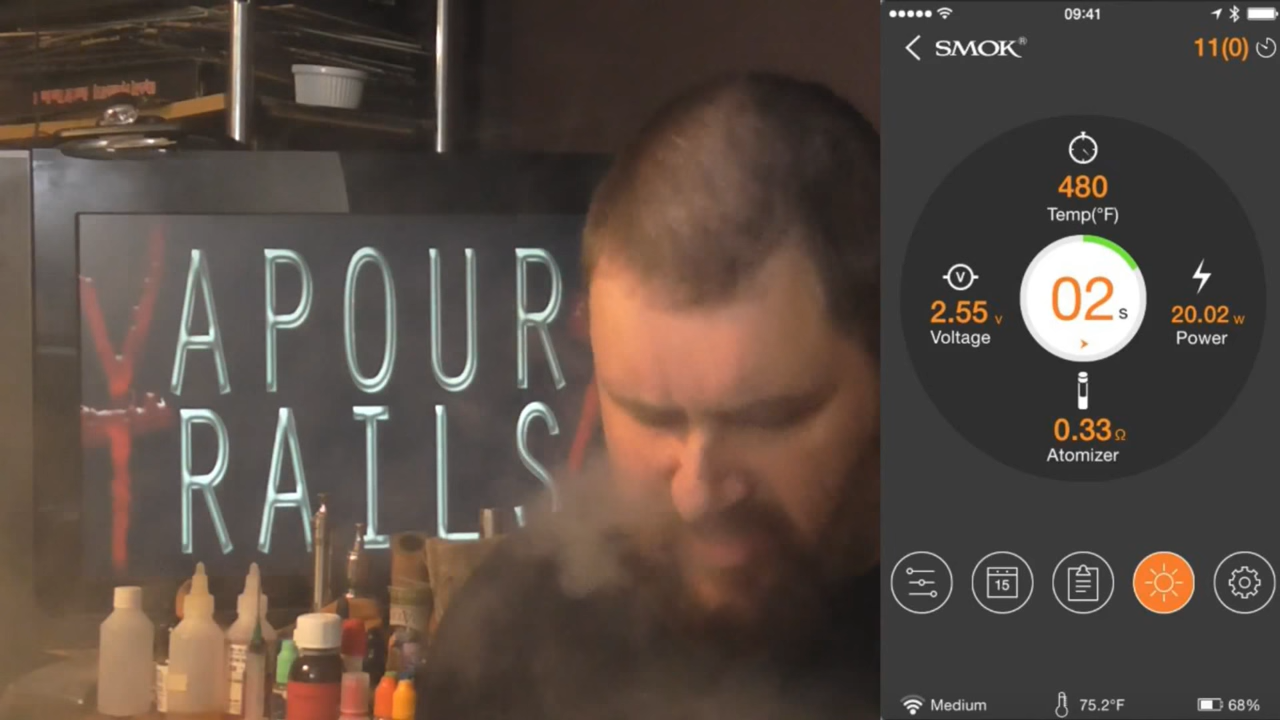 VAPOUR
TRAILS
09:41
SMOK®
11(0)
480
Temp(°F)
V
2.55 v
Voltage
02 s
20.02 w
Power
0.33 Ω
Atomizer
15
Medium
75.2°F
68%